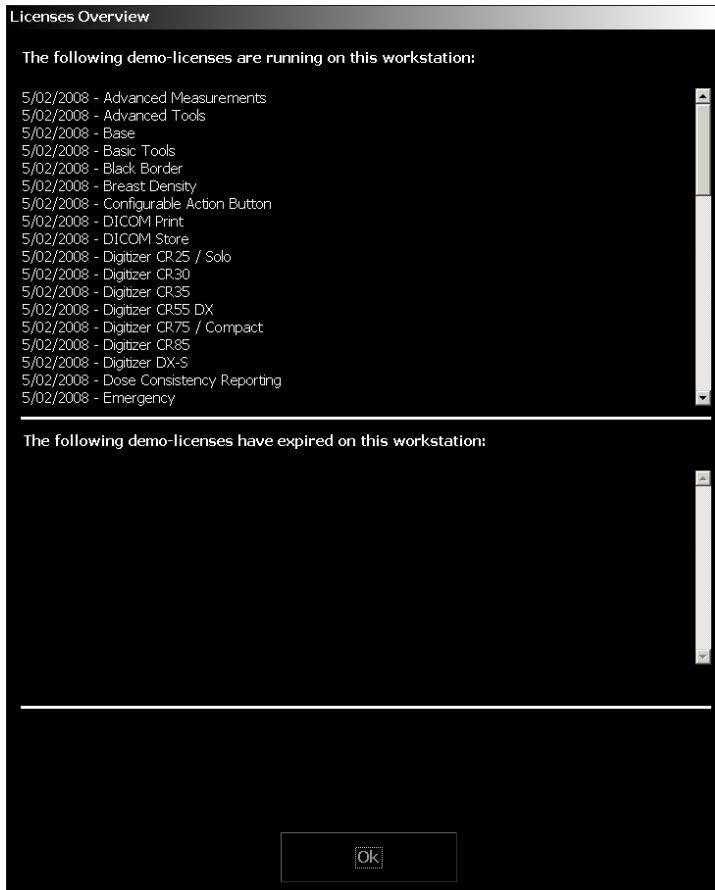 Licenses Overview
The following demo-licenses are running on this workstation:
5/02/2008 - Advanced Measurements
5/02/2008 - Advanced Tools
5/02/2008 - Base
5/02/2008 - Basic Tools
5/02/2008 - Black Border
5/02/2008 - Breast Density
5/02/2008 - Configurable Action Button
5/02/2008 - DICOM Print
5/02/2008 - DICOM Store
5/02/2008 - Digitizer CR25 / Solo
5/02/2008 - Digitizer CR30
5/02/2008 - Digitizer CR35
5/02/2008 - Digitizer CR55 DX
5/02/2008 - Digitizer CR75 / Compact
5/02/2008 - Digitizer CR85
5/02/2008 - Digitizer DX-S
5/02/2008 - Dose Consistency Reporting
5/02/2008 - Emergency
The following demo-licenses have expired on this workstation:
Ok